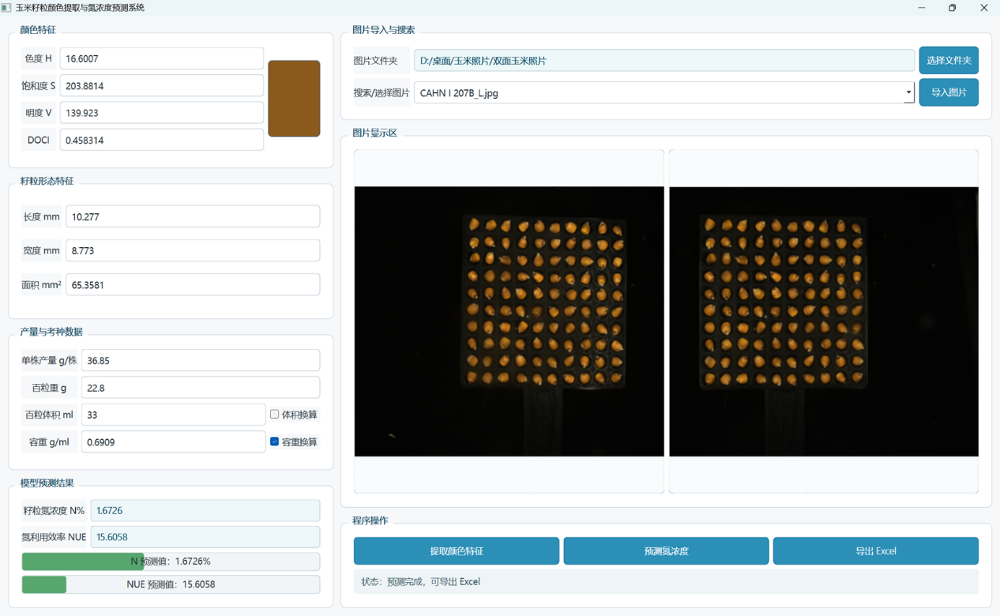 玉米籽粒颜色提取与氮浓度预测系统
颜色特征
色度 H 16.6007
饱和度 S 203.8814
明度 V 139.923
DOCI 0.458314
籽粒形态特征
长度 mm 10.277
宽度 mm 8.773
面积 mm² 65.3581
产量与考种数据
单株产量 g/株 36.85
百粒重 g 22.8
百粒体积 ml 33 体积换算
容重 g/ml 0.6909 容重换算
模型预测结果
籽粒氮浓度 N% 1.6726
氮利用效率 NUE 15.6058
N 预测值：1.6726%
NUE 预测值：15.6058
图片导入与搜索
图片文件夹 D:/桌面/玉米照片/双面玉米照片 选择文件夹
搜索/选择图片 CAHN I 207B_L.jpg 导入图片
图片显示区
程序操作
提取颜色特征 预测氮浓度 导出 Excel
状态：预测完成，可导出 Excel